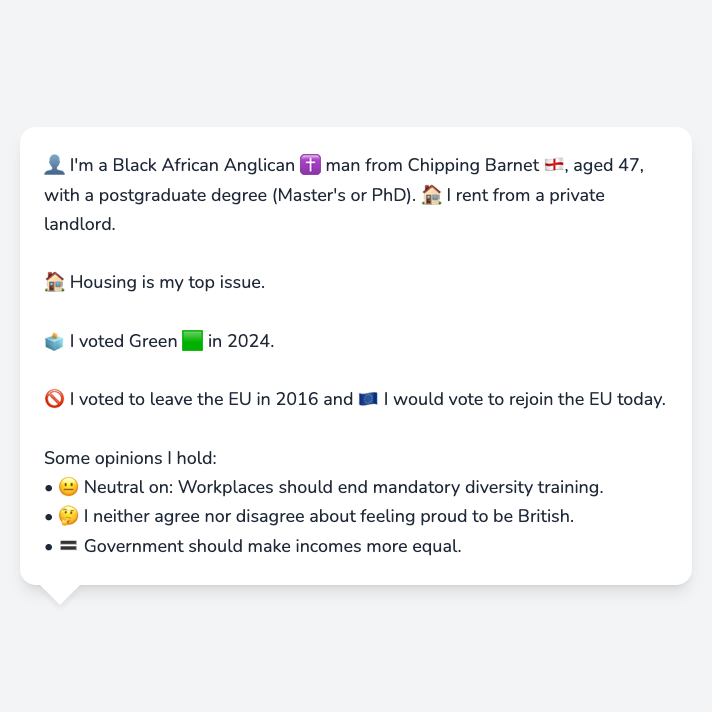 👤 I'm a Black African Anglican ✝️ man from Chipping Barnet 🏴󠁧󠁢󠁥󠁮󠁧󠁿, aged 47,
with a postgraduate degree (Master's or PhD). 🏠 I rent from a private
landlord.
🏠 Housing is my top issue.
🗳️ I voted Green 🟩 in 2024.
🚫 I voted to leave the EU in 2016 and 🇪🇺 I would vote to rejoin the EU today.
Some opinions I hold:
• 😐 Neutral on: Workplaces should end mandatory diversity training.
• 🤔 I neither agree nor disagree about feeling proud to be British.
• 🟰 Government should make incomes more equal.